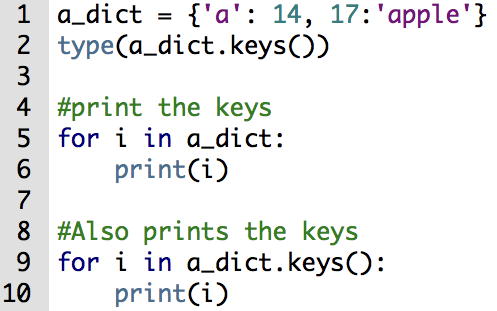 1 a_dict = {'a': 14, 17:'apple'}
2 type(a_dict.keys())
3
4 #print the keys
5 for i in a_dict:
6     print(i)
7
8 #Also prints the keys
9 for i in a_dict.keys():
10     print(i)